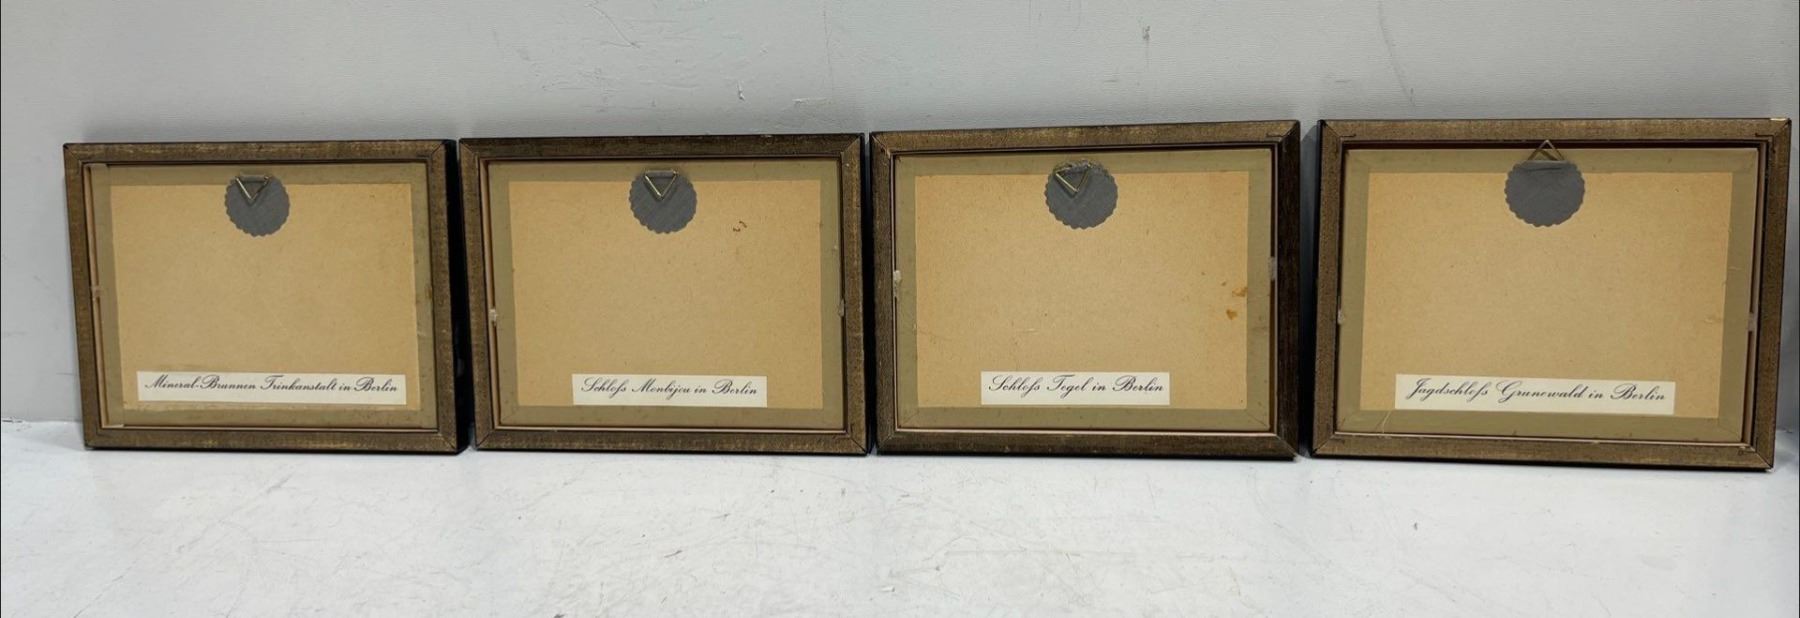 Mineral-Brunnen Trinkanstalt in Berlin
Schloſs Monbijou in Berlin
Schloſs Tegel in Berlin
Jagdschloſs Grunewald in Berlin